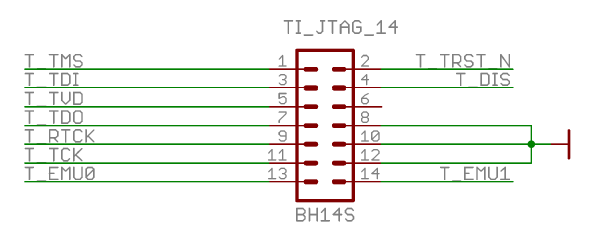 TI_JTAG_14
T_TMS 1 2 T_TRST_N
T_TDI 3 4 T_DIS
T_TVD 5 6
T_TDO 7 8
T_RTCK 9 10
T_TCK 11 12
T_EMU0 13 14 T_EMU1
BH14S